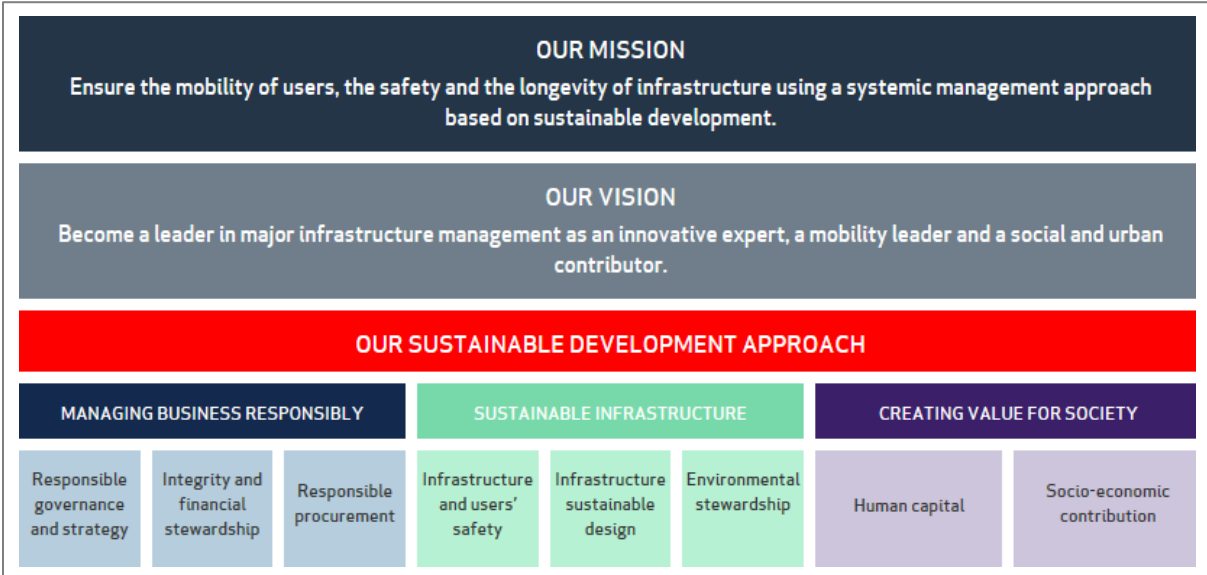 OUR MISSION
Ensure the mobility of users, the safety and the longevity of infrastructure using a systemic management approach
based on sustainable development.
OUR VISION
Become a leader in major infrastructure management as an innovative expert, a mobility leader and a social and urban
contributor.
OUR SUSTAINABLE DEVELOPMENT APPROACH
MANAGING BUSINESS RESPONSIBLY
Responsible
governance
and strategy
Integrity and
financial
stewardship
Responsible
procurement
SUSTAINABLE INFRASTRUCTURE
Infrastructure
and users'
safety
Infrastructure
sustainable
design
Environmental
stewardship
CREATING VALUE FOR SOCIETY
Human capital
Socio-economic
contribution